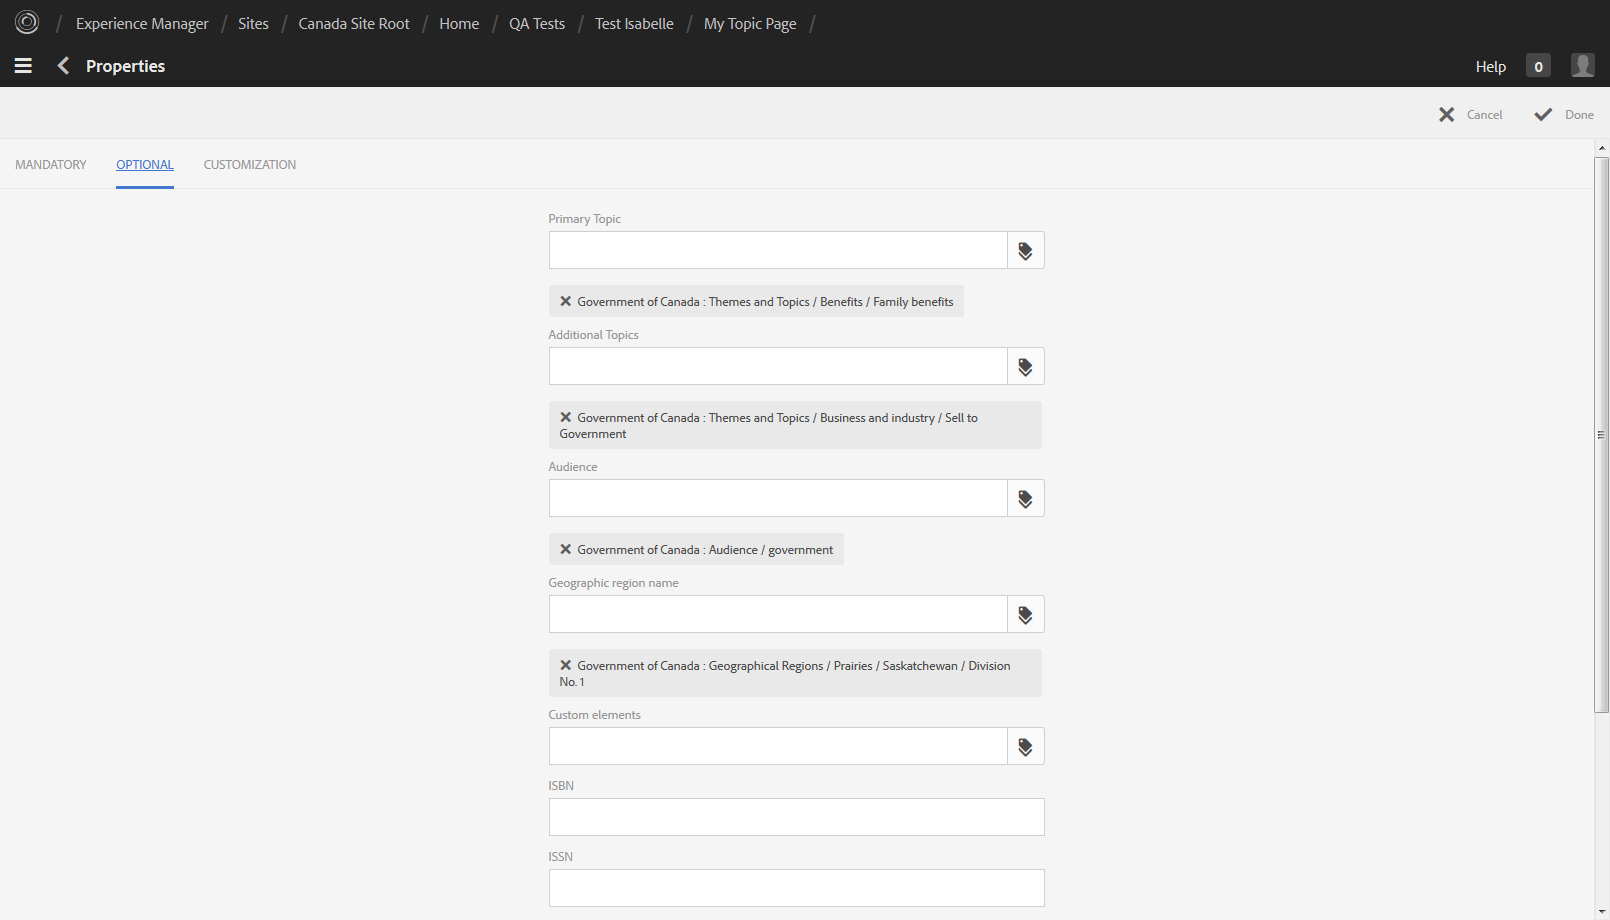 / Experience Manager / Sites / Canada Site Root / Home / QA Tests / Test Isabelle / My Topic Page /
Properties
Help 0
Cancel Done
MANDATORY OPTIONAL CUSTOMIZATION
Primary Topic
Government of Canada : Themes and Topics / Benefits / Family benefits
Additional Topics
Government of Canada : Themes and Topics / Business and industry / Sell to
Government
Audience
Government of Canada : Audience / government
Geographic region name
Government of Canada : Geographical Regions / Prairies / Saskatchewan / Division
No. 1
Custom elements
ISBN
ISSN